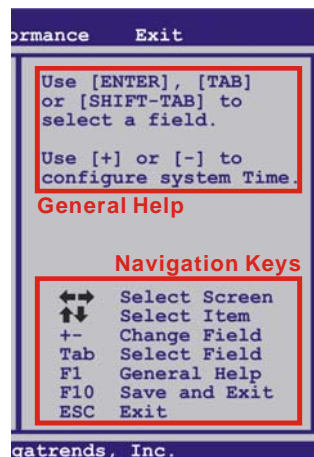 ormance Exit
Use [ENTER], [TAB]
or [SHIFT-TAB] to
select a field.
Use [+] or [-] to
configure system Time.
General Help
Navigation Keys
←→ Select Screen
↑↓ Select Item
+- Change Field
Tab Select Field
F1 General Help
F10 Save and Exit
ESC Exit
gatrends, Inc.